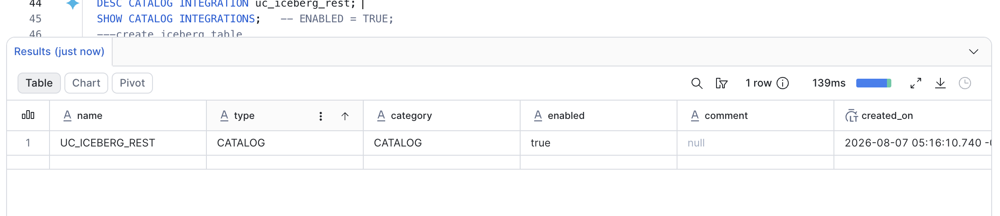 44 DESC CATALOG INTEGRATION uc_iceberg_rest;
45 SHOW CATALOG INTEGRATIONS; -- ENABLED = TRUE;
46 ---create iceberg table
Results (just now)
Table Chart Pivot 1 row 139ms
name type category enabled comment created_on
1 UC_ICEBERG_REST CATALOG CATALOG true null 2026-08-07 05:16:10.740 -